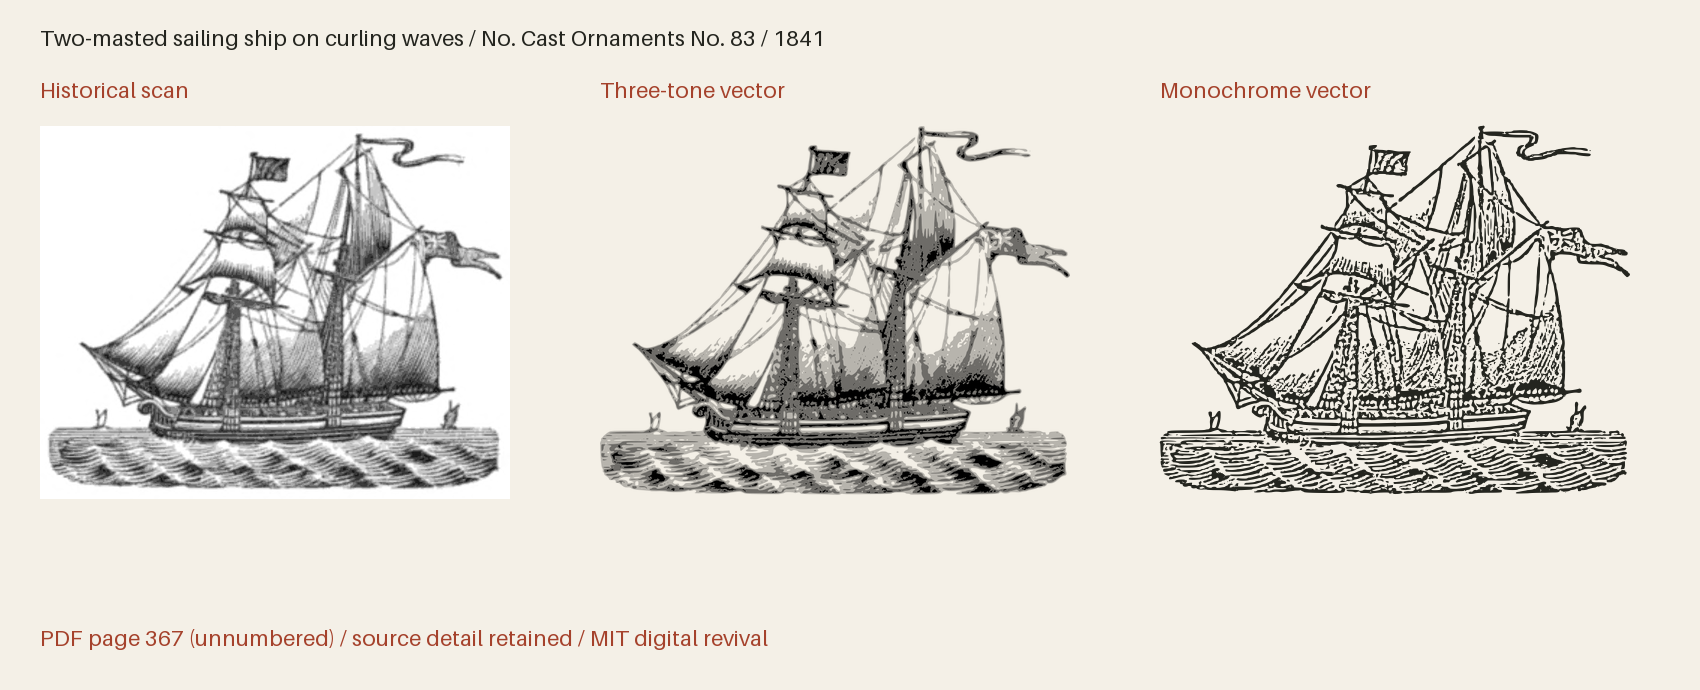 Two-masted sailing ship on curling waves / No. Cast Ornaments No. 83 / 1841
Historical scan
Three-tone vector
Monochrome vector
PDF page 367 (unnumbered) / source detail retained / MIT digital revival